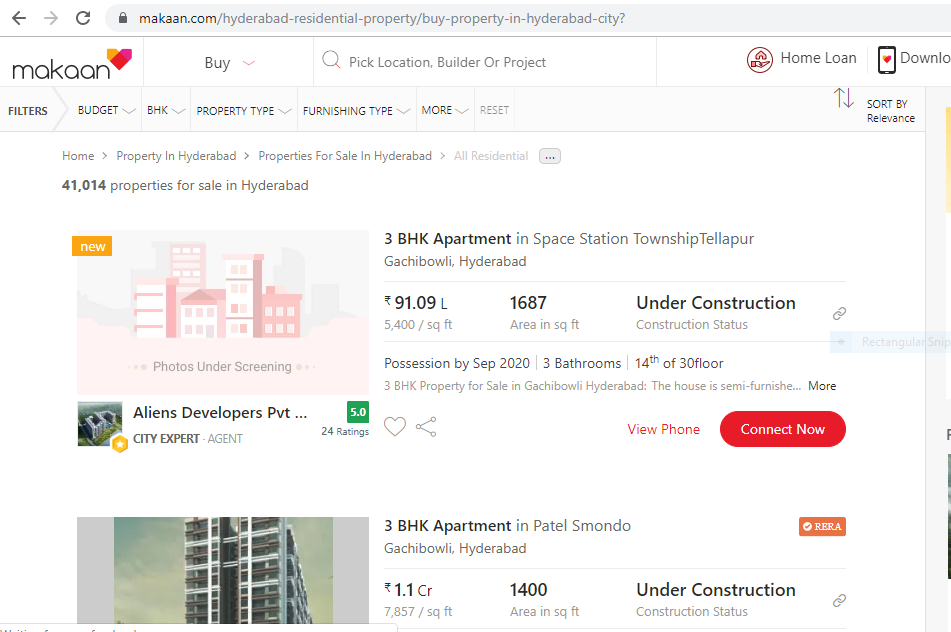 makaan.com/hyderabad-residential-property/buy-property-in-hyderabad-city?
makaan
Buy
Pick Location, Builder Or Project
Home Loan
Downlo
FILTERS
BUDGET
BHK
PROPERTY TYPE
FURNISHING TYPE
MORE
RESET
SORT BY
Relevance
Home > Property In Hyderabad > Properties For Sale In Hyderabad > All Residential ...
41,014 properties for sale in Hyderabad
new
Photos Under Screening
3 BHK Apartment in Space Station TownshipTellapur
Gachibowli, Hyderabad
₹ 91.09 L
1687
Under Construction
5,400 / sq ft
Area in sq ft
Construction Status
Rectangular Snip
Possession by Sep 2020 | 3 Bathrooms | 14th of 30floor
3 BHK Property for Sale in Gachibowli Hyderabad: The house is semi-furnishe... More
Aliens Developers Pvt ...
5.0
CITY EXPERT - AGENT
24 Ratings
View Phone
Connect Now
3 BHK Apartment in Patel Smondo
RERA
Gachibowli, Hyderabad
₹ 1.1 Cr
1400
Under Construction
7,857 / sq ft
Area in sq ft
Construction Status